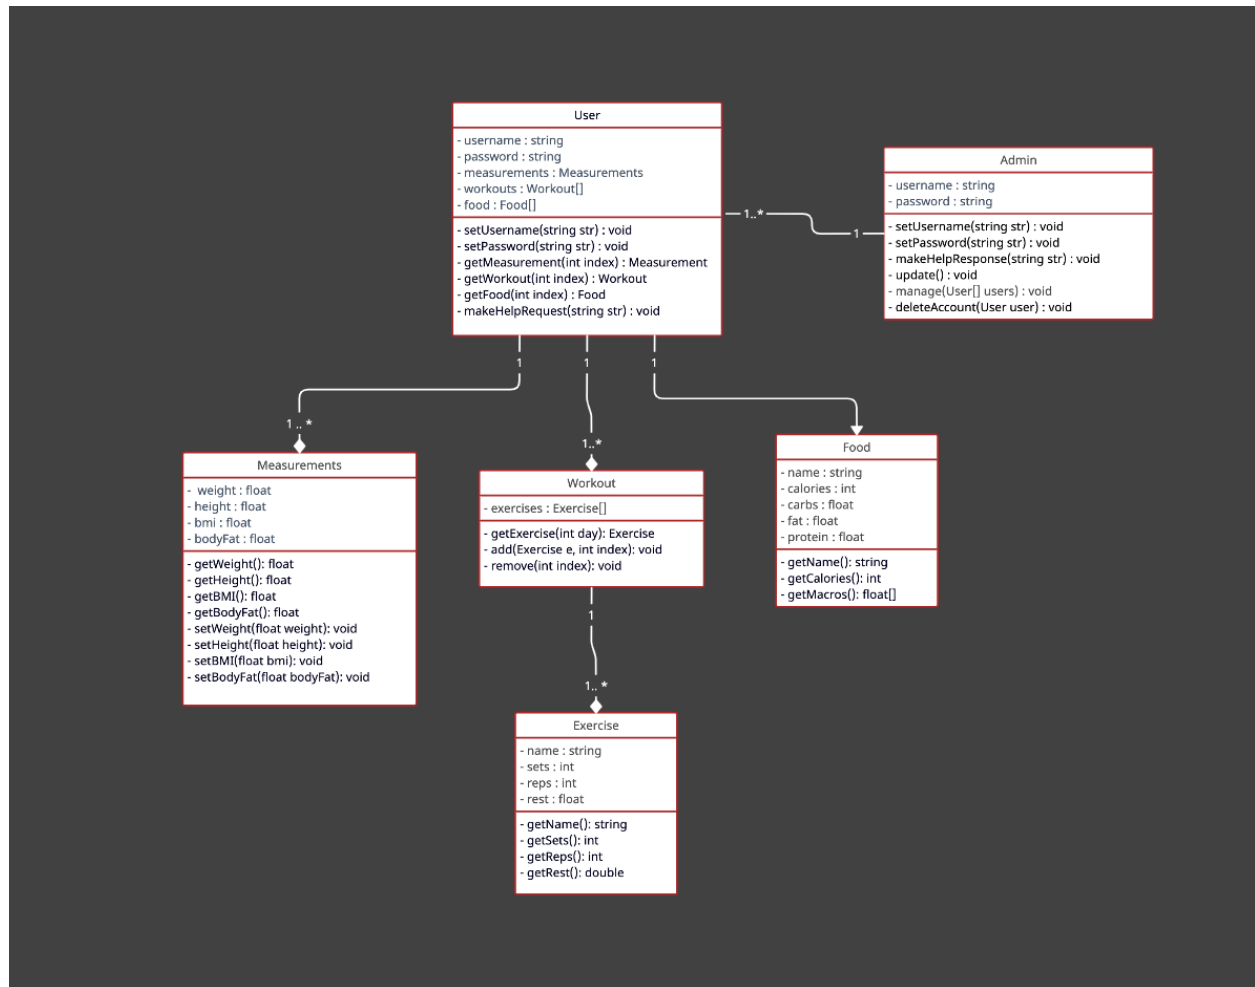 User
- username : string
- password : string
- measurements : Measurements
- workouts : Workout[]
- food : Food[]
- setUsername(string str) : void
- setPassword(string str) : void
- getMeasurement(int index) : Measurement
- getWorkout(int index) : Workout
- getFood(int index) : Food
- makeHelpRequest(string str) : void
Admin
- username : string
- password : string
- setUsername(string str) : void
- setPassword(string str) : void
- makeHelpResponse(string str) : void
- update() : void
- manage(User[] users) : void
- deleteAccount(User user) : void
1..*
1
1
1
1
1 .. *
1..*
Measurements
- weight : float
- height : float
- bmi : float
- bodyFat : float
- getWeight(): float
- getHeight(): float
- getBMI(): float
- getBodyFat(): float
- setWeight(float weight): void
- setHeight(float height): void
- setBMI(float bmi): void
- setBodyFat(float bodyFat): void
Workout
- exercises : Exercise[]
- getExercise(int day): Exercise
- add(Exercise e, int index): void
- remove(int index): void
Food
- name : string
- calories : int
- carbs : float
- fat : float
- protein : float
- getName(): string
- getCalories(): int
- getMacros(): float[]
1
1.. *
Exercise
- name : string
- sets : int
- reps : int
- rest : float
- getName(): string
- getSets(): int
- getReps(): int
- getRest(): double